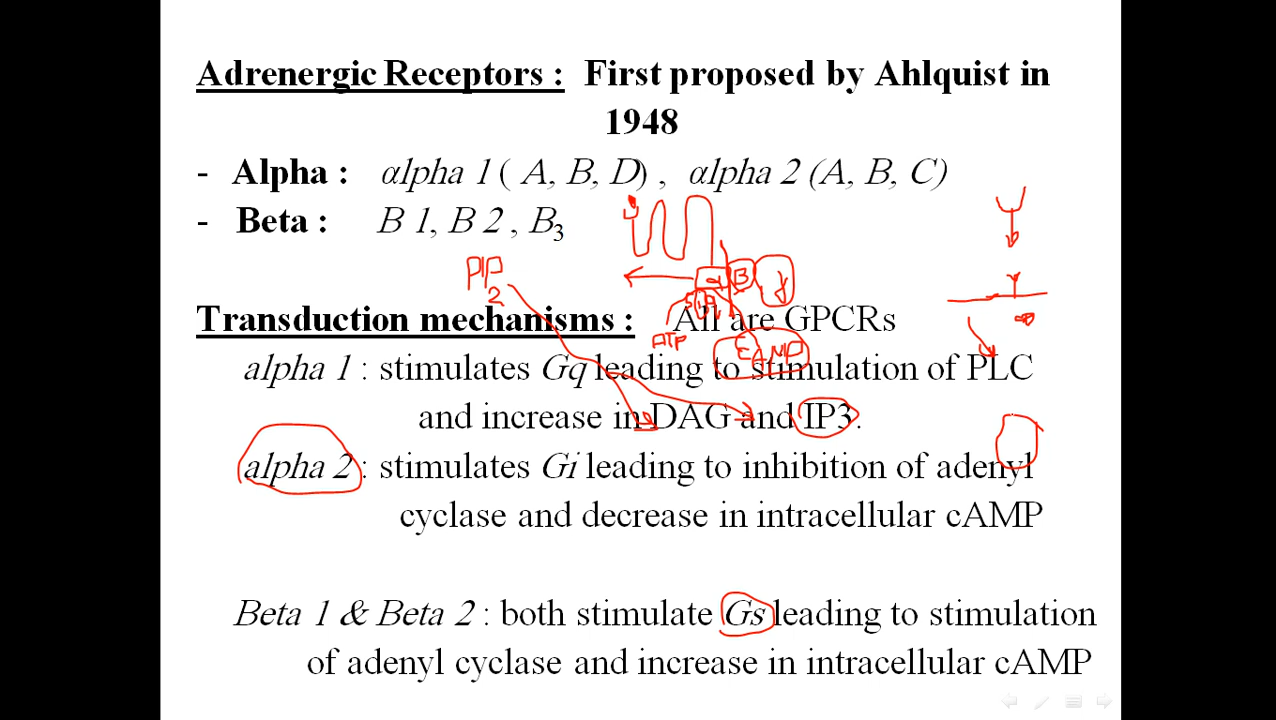 Adrenergic Receptors : First proposed by Ahlquist in
1948
- Alpha : αlpha 1 ( A, B, D) , αlpha 2 (A, B, C)
- Beta : B 1, B 2 , B3
PIP2
α B γ
Transduction mechanisms : All are GPCRs
ATP
cAMP
alpha 1 : stimulates Gq leading to stimulation of PLC
and increase in DAG and IP3.
alpha 2 : stimulates Gi leading to inhibition of adenyl
cyclase and decrease in intracellular cAMP
Beta 1 & Beta 2 : both stimulate Gs leading to stimulation
of adenyl cyclase and increase in intracellular cAMP